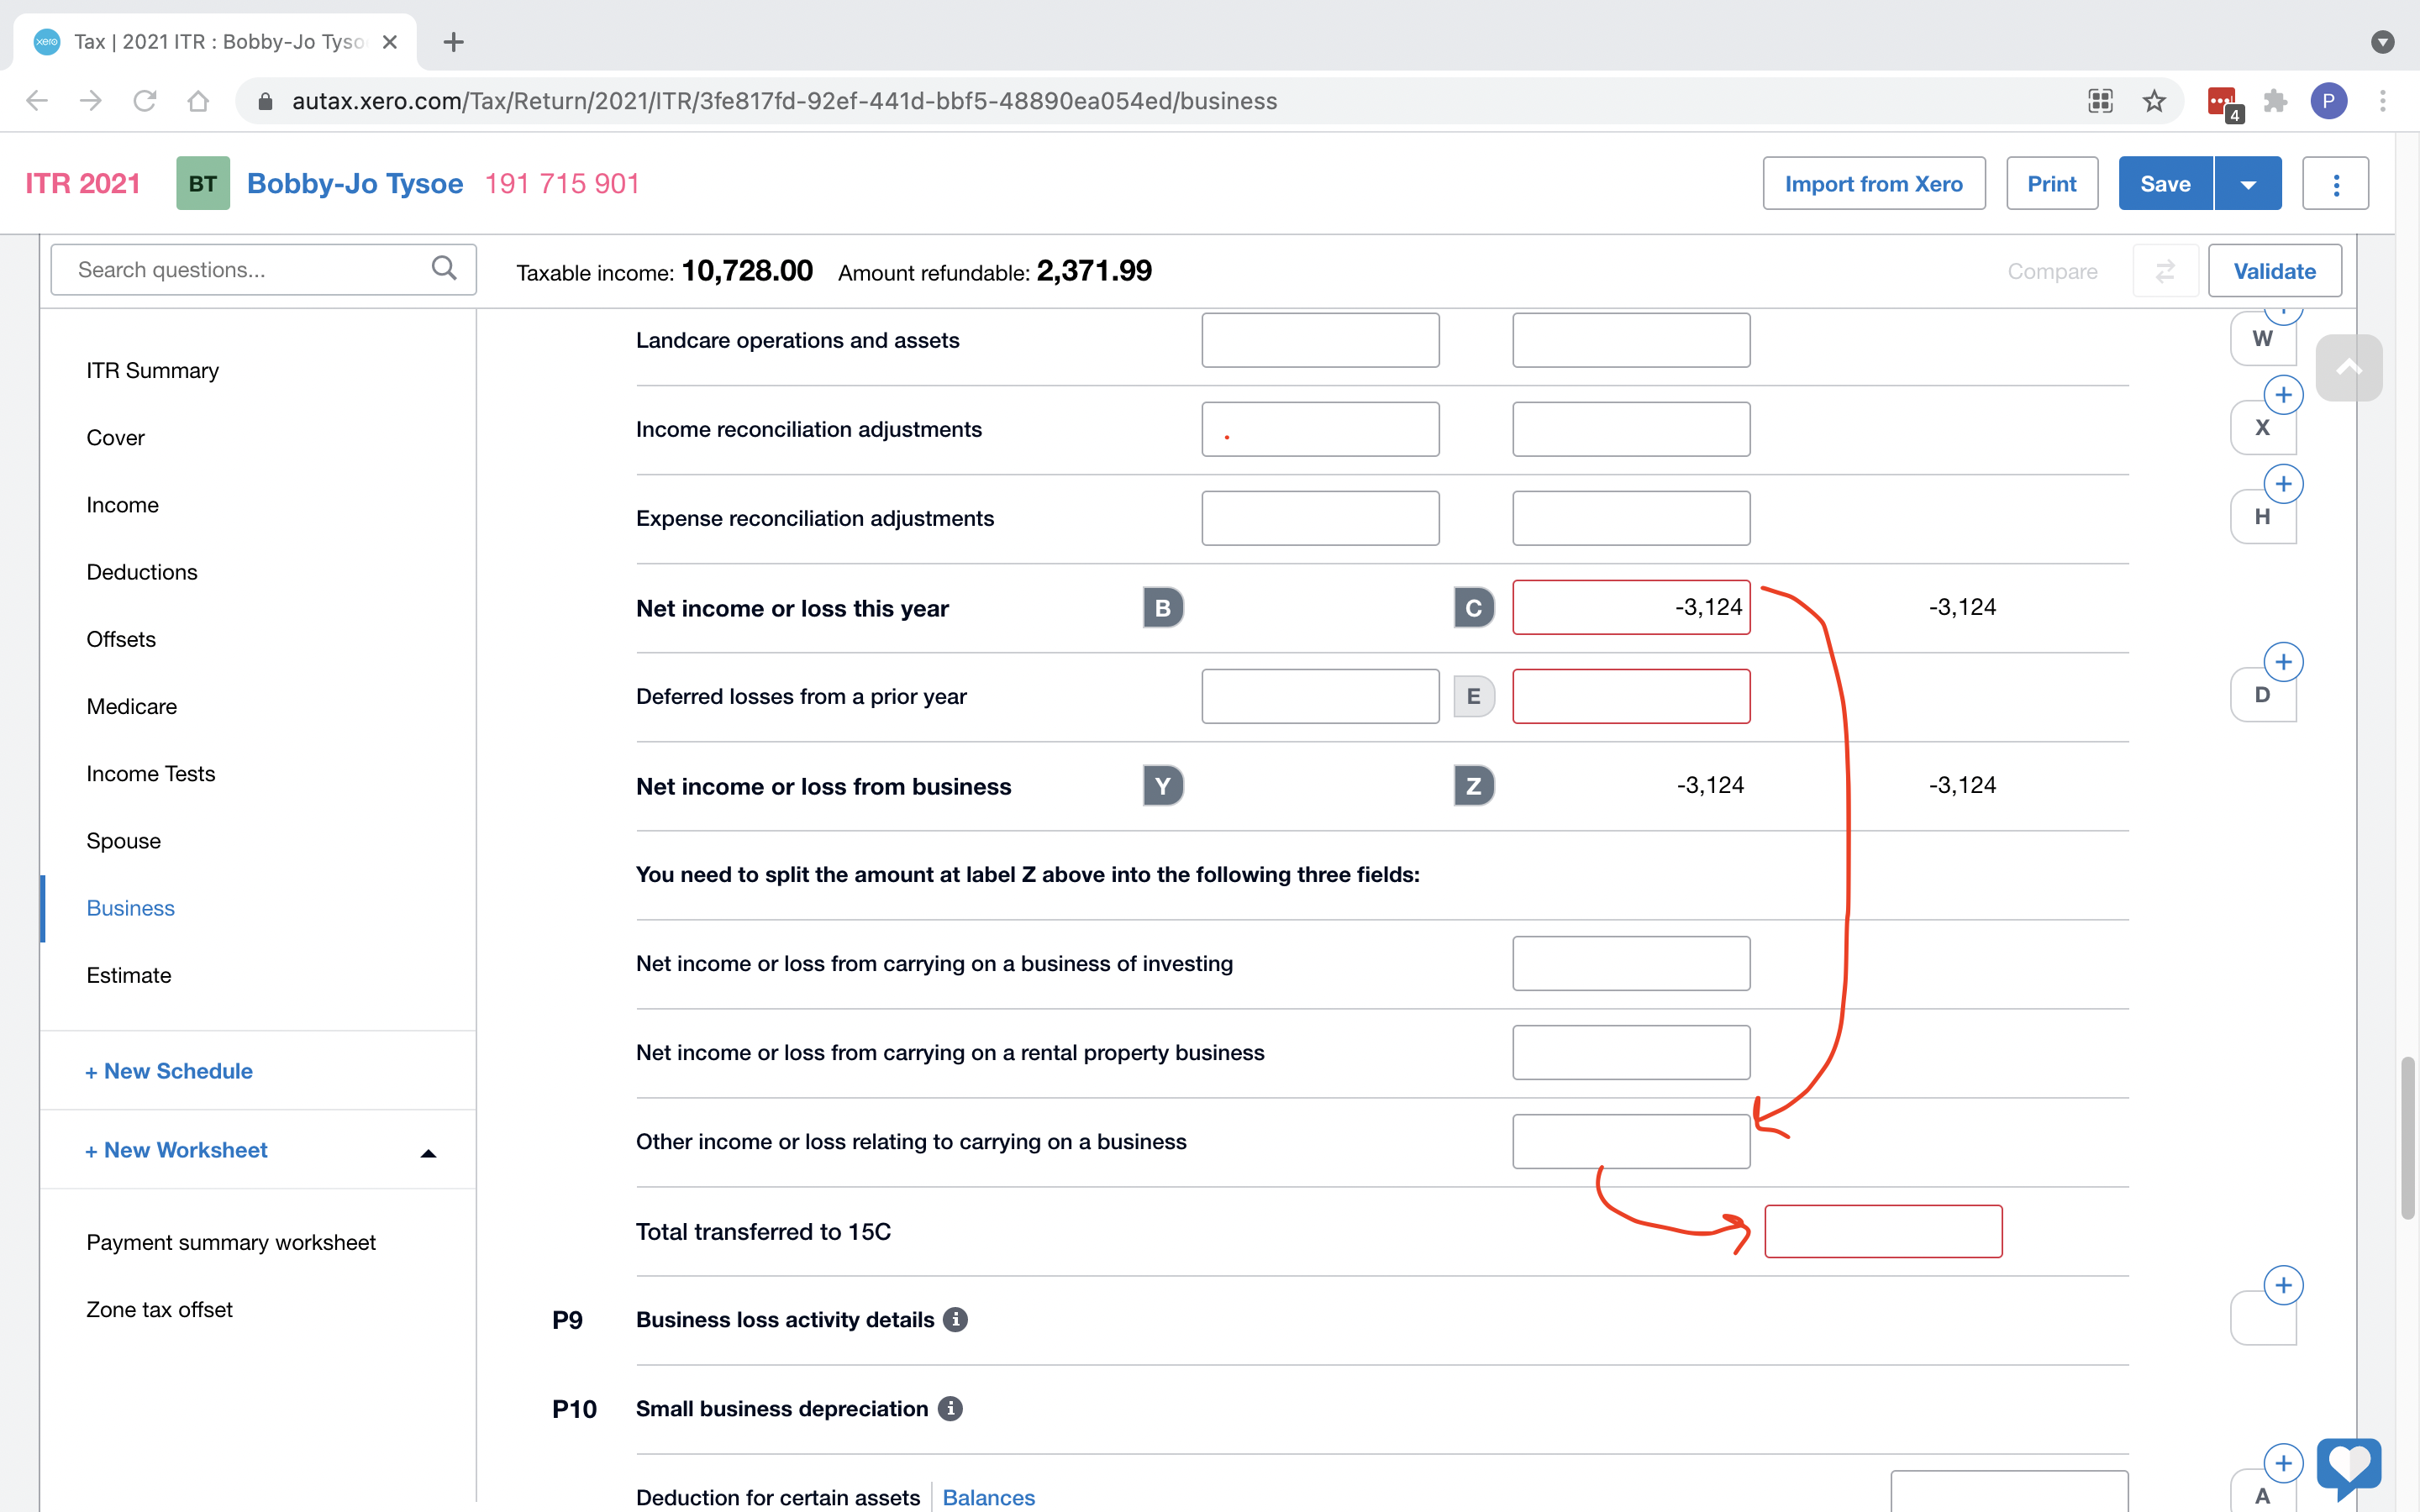 Tax | 2021 ITR : Bobby-Jo Tyso
autax.xero.com/Tax/Return/2021/ITR/3fe817fd-92ef-441d-bbf5-48890ea054ed/business
4
P
ITR 2021
BT
Bobby-Jo Tysoe
191 715 901
Import from Xero
Print
Save
Search questions...
Taxable income: 10,728.00
Amount refundable: 2,371.99
Compare
Validate
ITR Summary
Cover
Income
Deductions
Offsets
Medicare
Income Tests
Spouse
Business
Estimate
+ New Schedule
+ New Worksheet
Payment summary worksheet
Zone tax offset
Landcare operations and assets
W
Income reconciliation adjustments
X
Expense reconciliation adjustments
H
Net income or loss this year B C -3,124 -3,124
Deferred losses from a prior year E
D
Net income or loss from business Y Z -3,124 -3,124
You need to split the amount at label Z above into the following three fields:
Net income or loss from carrying on a business of investing
Net income or loss from carrying on a rental property business
Other income or loss relating to carrying on a business
Total transferred to 15C
P9 Business loss activity details
P10 Small business depreciation
Deduction for certain assets | Balances
A